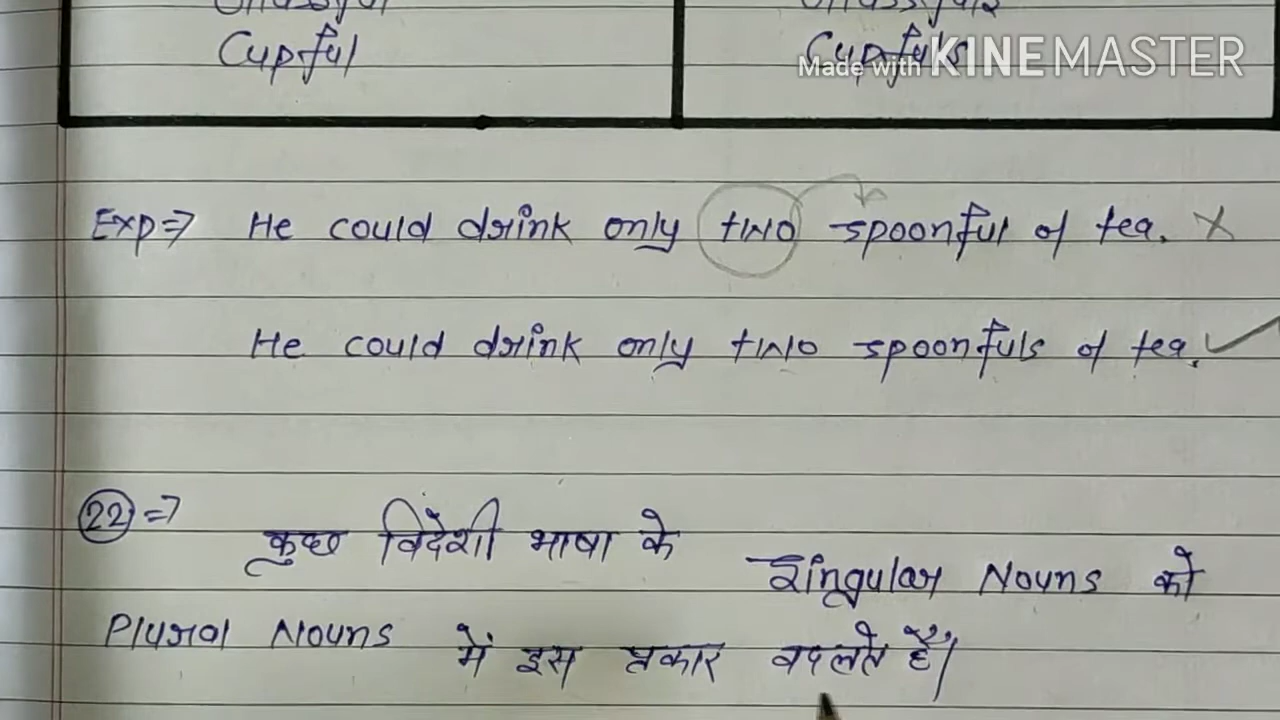 Cupful Cupfuls
Made with KINEMASTER
Exp⇒ He could drink only two spoonful of tea. ×
He could drink only two spoonfuls of tea. ✓
22 ⇒ कुछ विदेशी भाषा के Singular Nouns को
Plural Nouns में इस प्रकार बदलते हैं।